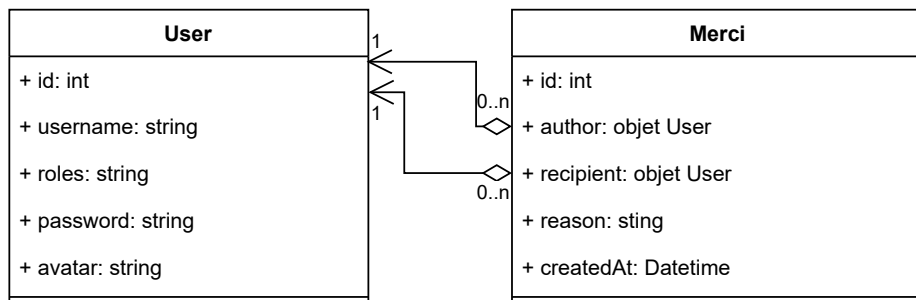 User
+ id: int
+ username: string
+ roles: string
+ password: string
+ avatar: string
1
1
0..n
0..n
Merci
+ id: int
+ author: objet User
+ recipient: objet User
+ reason: sting
+ createdAt: Datetime